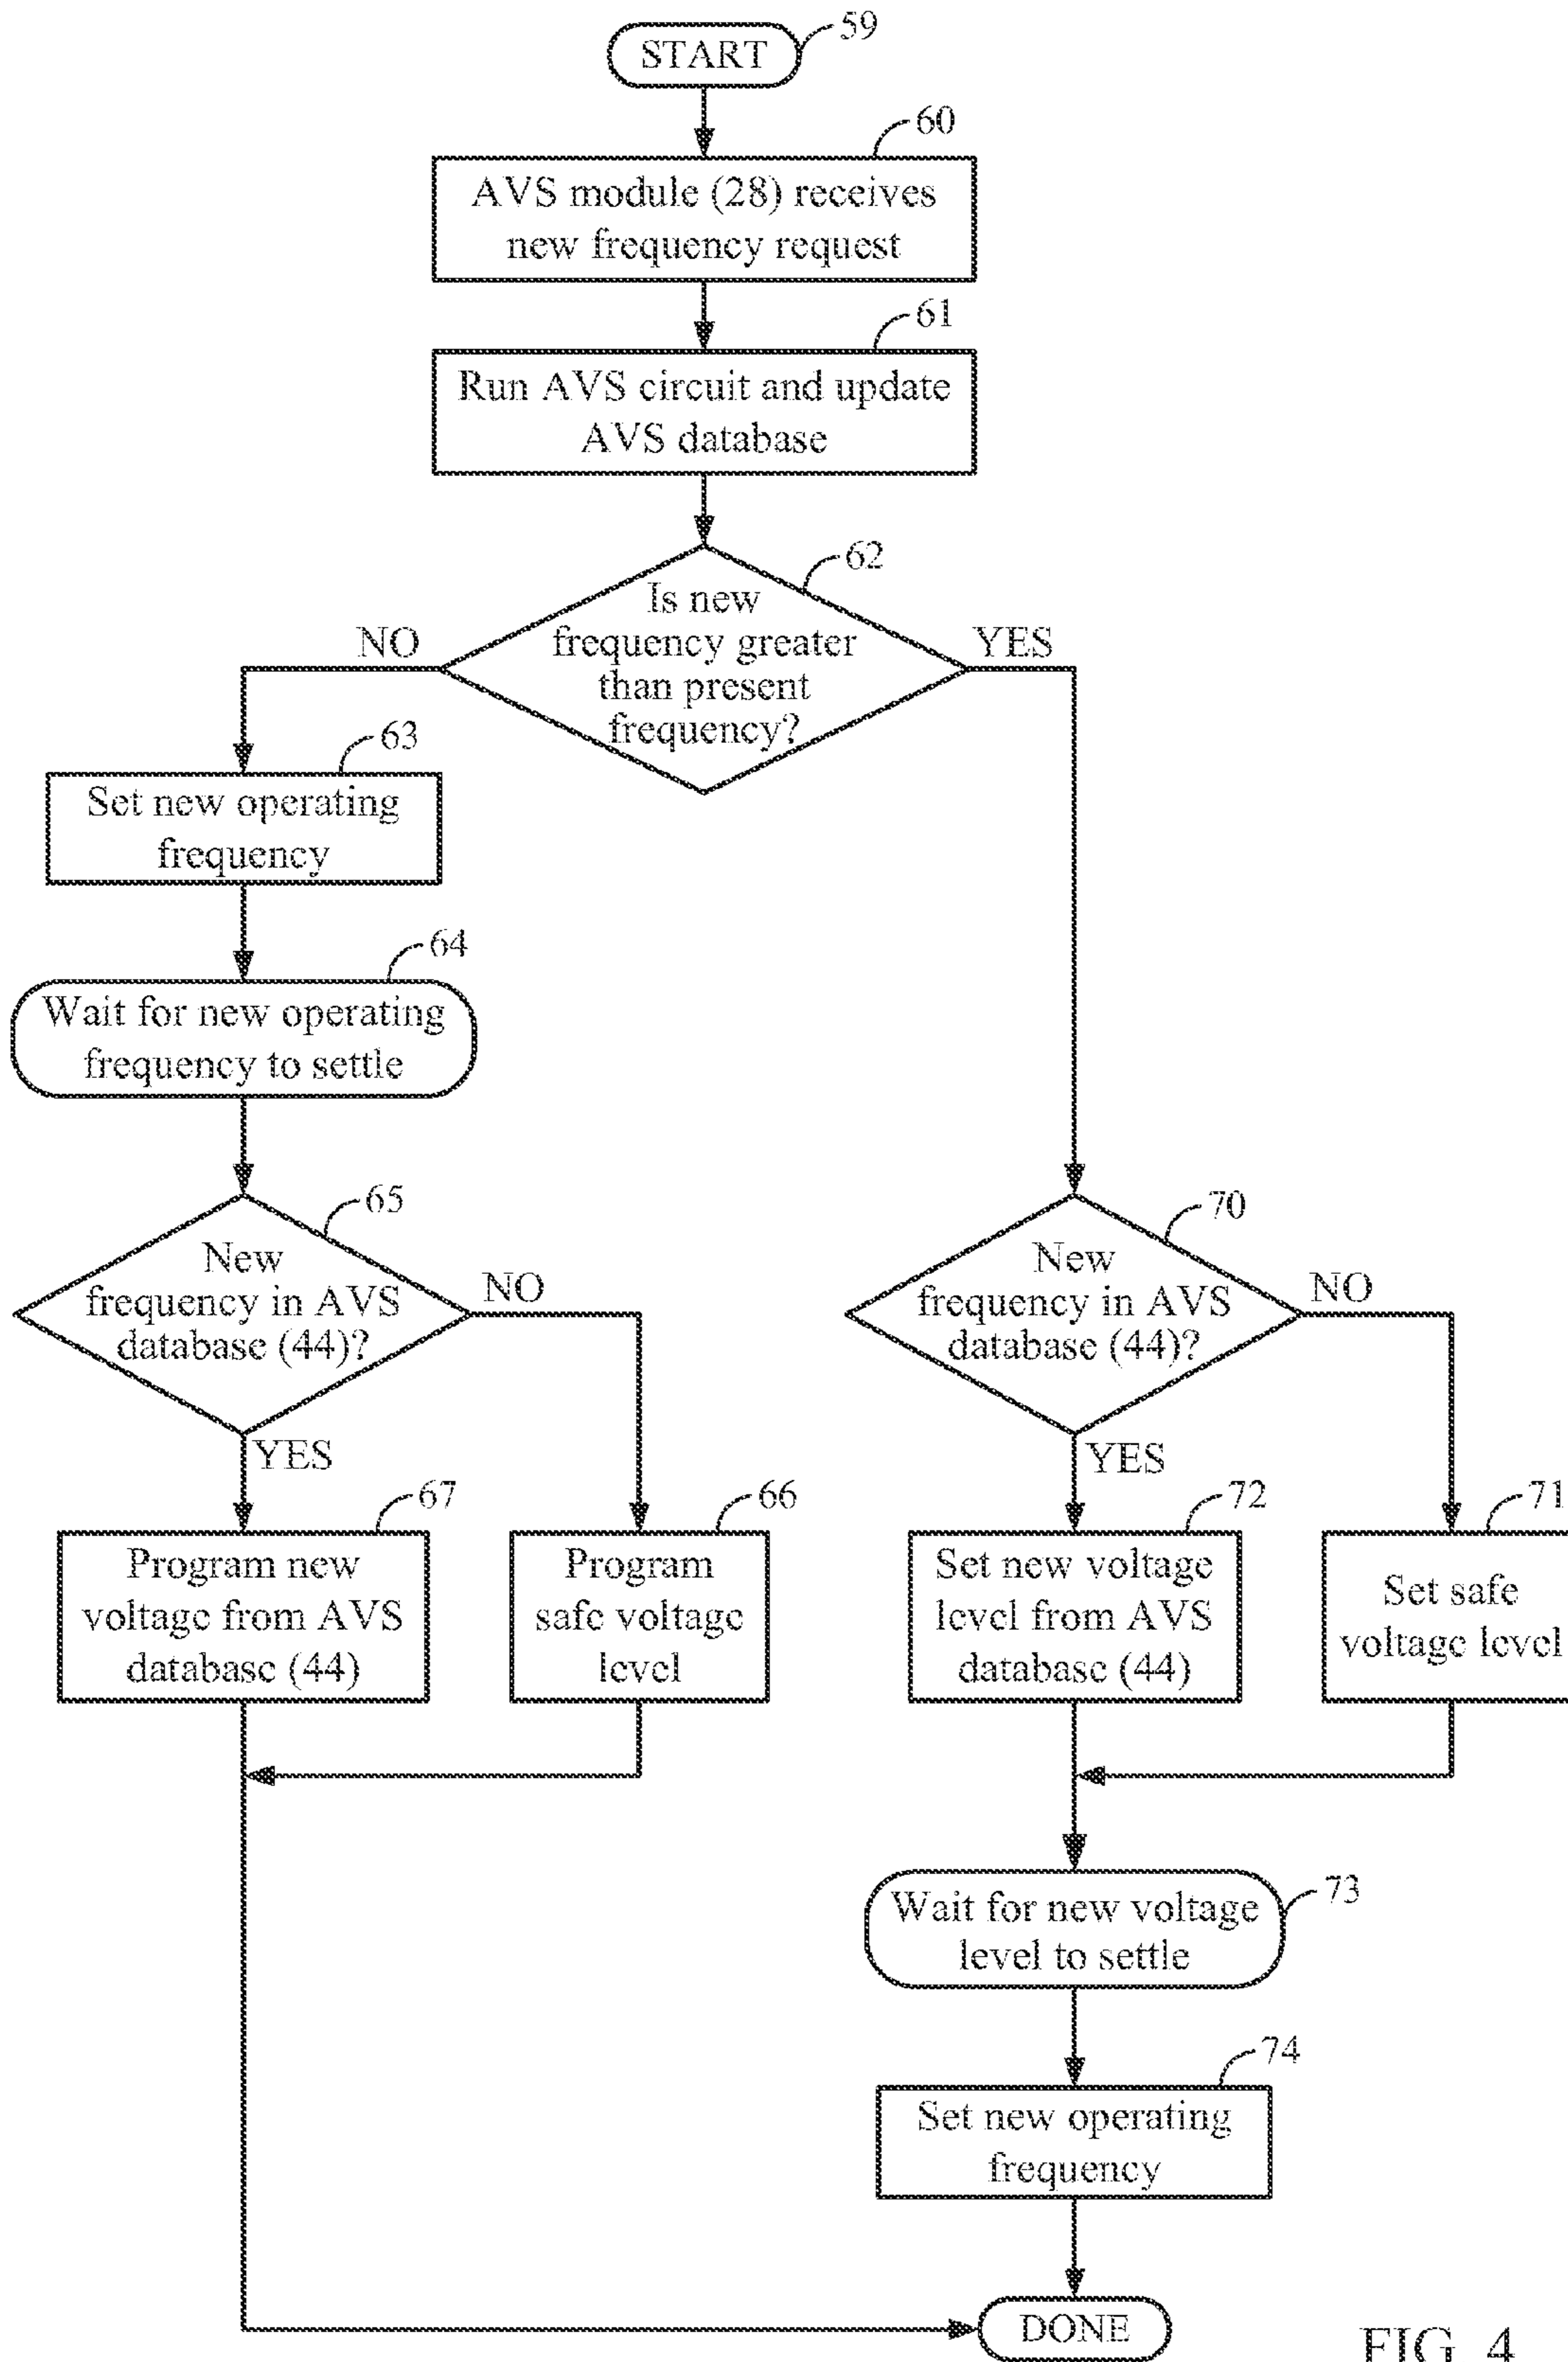 START
59
60
AVS module (28) receives
new frequency request
61
Run AVS circuit and update
AVS database
62
Is new
frequency greater
than present
frequency?
NO
YES
63
Set new operating
frequency
64
Wait for new operating
frequency to settle
65
New
frequency in AVS
database (44)?
NO
YES
70
New
frequency in AVS
database (44)?
NO
YES
67
Program new
voltage from AVS
database (44)
66
Program
safe voltage
level
72
Set new voltage
level from AVS
database (44)
71
Set safe
voltage level
73
Wait for new voltage
level to settle
74
Set new operating
frequency
DONE
FIG. 4